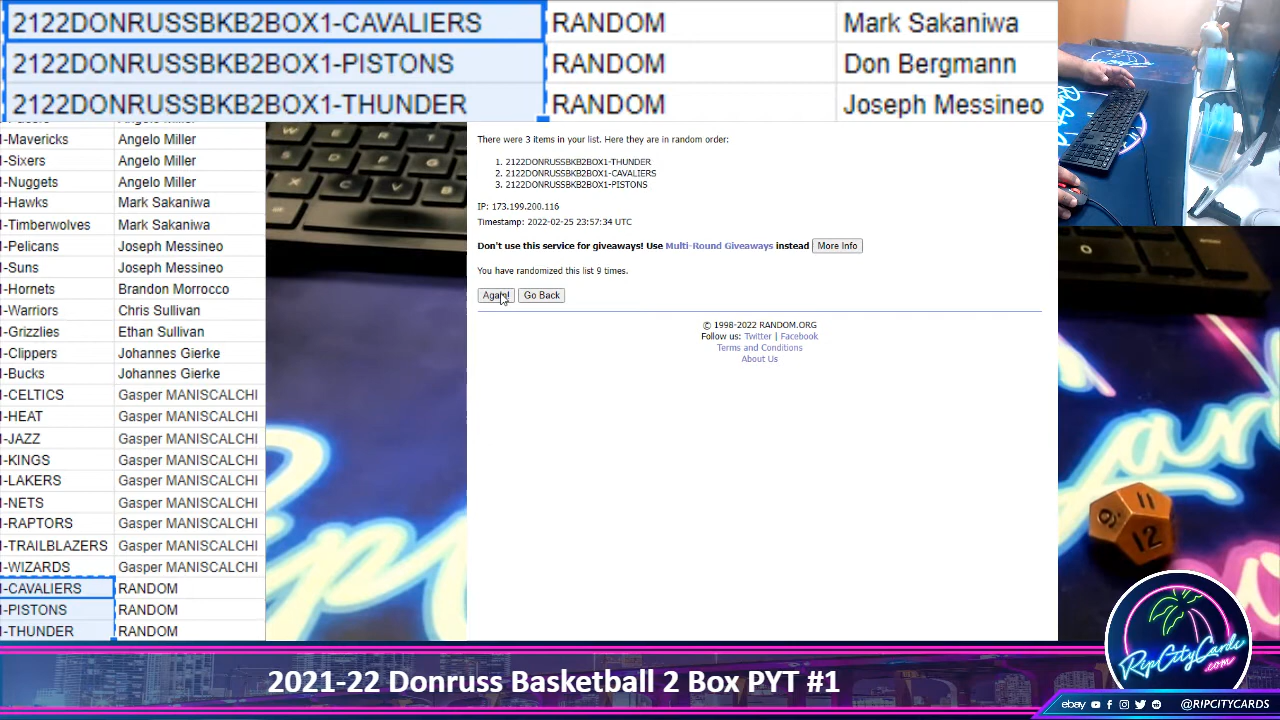 2122DONRUSSBKB2BOX1-CAVALIERS RANDOM Mark Sakaniwa
2122DONRUSSBKB2BOX1-PISTONS RANDOM Don Bergmann
2122DONRUSSBKB2BOX1-THUNDER RANDOM Joseph Messineo
-Mavericks Angelo Miller
-Sixers Angelo Miller
-Nuggets Angelo Miller
-Hawks Mark Sakaniwa
-Timberwolves Mark Sakaniwa
-Pelicans Joseph Messineo
-Suns Joseph Messineo
-Hornets Brandon Morrocco
-Warriors Chris Sullivan
-Grizzlies Ethan Sullivan
-Clippers Johannes Gierke
-Bucks Johannes Gierke
-CELTICS Gasper MANISCALCHI
-HEAT Gasper MANISCALCHI
-JAZZ Gasper MANISCALCHI
-KINGS Gasper MANISCALCHI
-LAKERS Gasper MANISCALCHI
-NETS Gasper MANISCALCHI
-RAPTORS Gasper MANISCALCHI
-TRAILBLAZERS Gasper MANISCALCHI
-WIZARDS Gasper MANISCALCHI
-CAVALIERS RANDOM
-PISTONS RANDOM
-THUNDER RANDOM
There were 3 items in your list. Here they are in random order:
1. 2122DONRUSSBKB2BOX1-THUNDER
2. 2122DONRUSSBKB2BOX1-CAVALIERS
3. 2122DONRUSSBKB2BOX1-PISTONS
IP: 173.199.200.116
Timestamp: 2022-02-25 23:57:34 UTC
Don't use this service for giveaways! Use Multi-Round Giveaways instead More Info
You have randomized this list 9 times.
Again! Go Back
© 1998-2022 RANDOM.ORG
Follow us: Twitter | Facebook
Terms and Conditions
About Us
9 11
12
2021-22 Donruss Basketball 2 Box PYT #1
RipCityCards
.com
ebay @RIPCITYCARDS